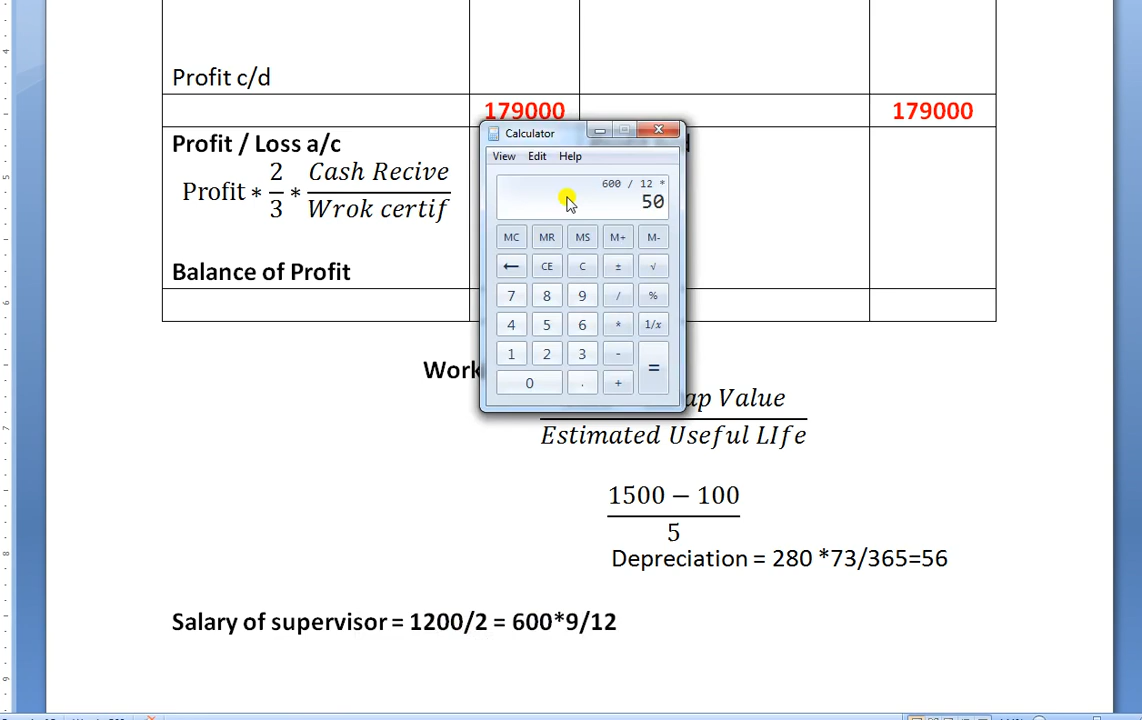 Profit c/d
179000 179000
Profit / Loss a/c
Profit * 2/3 * Cash Recive / Wrok certif
Balance of Profit
Calculator
View Edit Help
600 / 12 *
50
MC MR MS M+ M-
← CE C ± √
7 8 9 / %
4 5 6 * 1/x
1 2 3 - =
0 . +
Work
ap Value
Estimated Useful LIfe
1500 − 100
5
Depreciation = 280 *73/365=56
Salary of supervisor = 1200/2 = 600*9/12